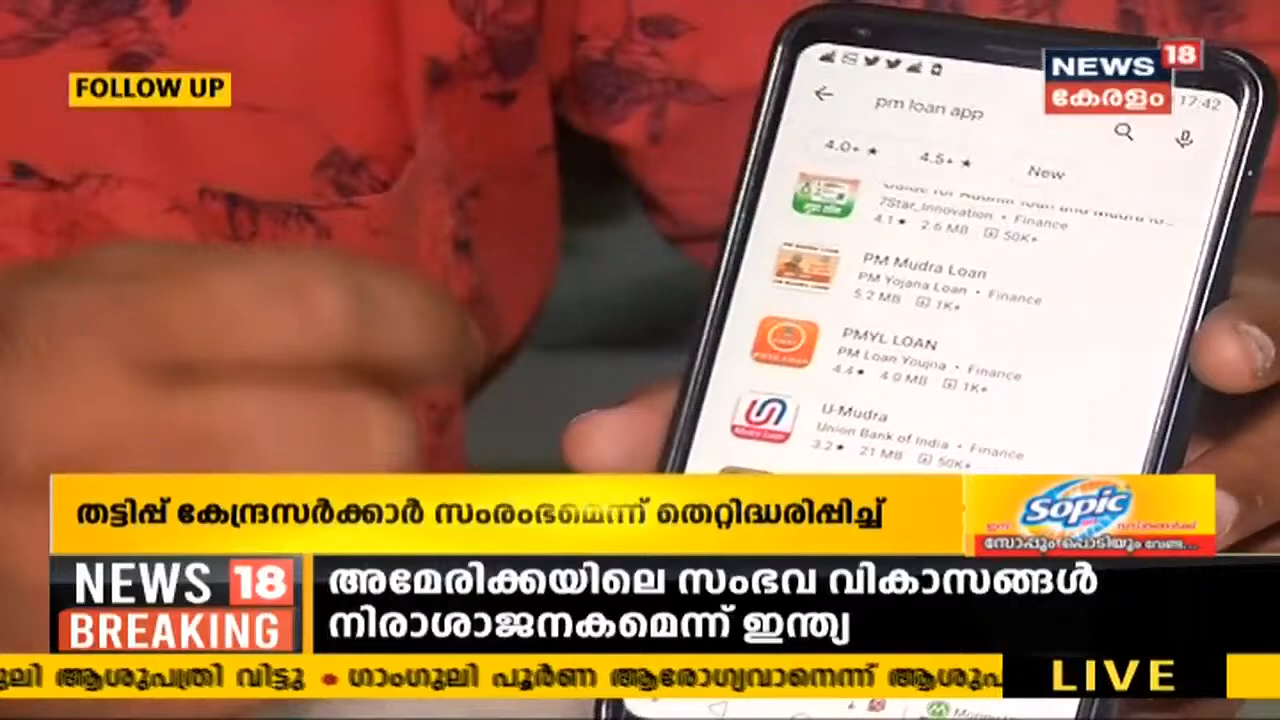 FOLLOW UP
NEWS 18
കേരളം
17:42
pm loan app
4.0+ ★ 4.5+ ★ New
7Star_Innovation • Finance
4.1★ 2.6 MB 50K+
PM Mudra Loan
PM Yojana Loan • Finance
5.2 MB 1K+
PMYL LOAN
PM Loan Youjna • Finance
4.4★ 4.0 MB 1K+
U-Mudra
Union Bank of India • Finance
3.2★ 21 MB 50K+
തട്ടിപ്പ് കേന്ദ്രസർക്കാർ സംരംഭമെന്ന് തെറ്റിദ്ധരിപ്പിച്ച്
Sopic
സോപ്പും പൊടിയും വേണ്ട...
NEWS 18
BREAKING
അമേരിക്കയിലെ സംഭവ വികാസങ്ങൾ
നിരാശാജനകമെന്ന് ഇന്ത്യ
ആശുപത്രി വിട്ടു • ഗാംഗുലി പൂർണ ആരോഗ്യവാനെന്ന്
LIVE